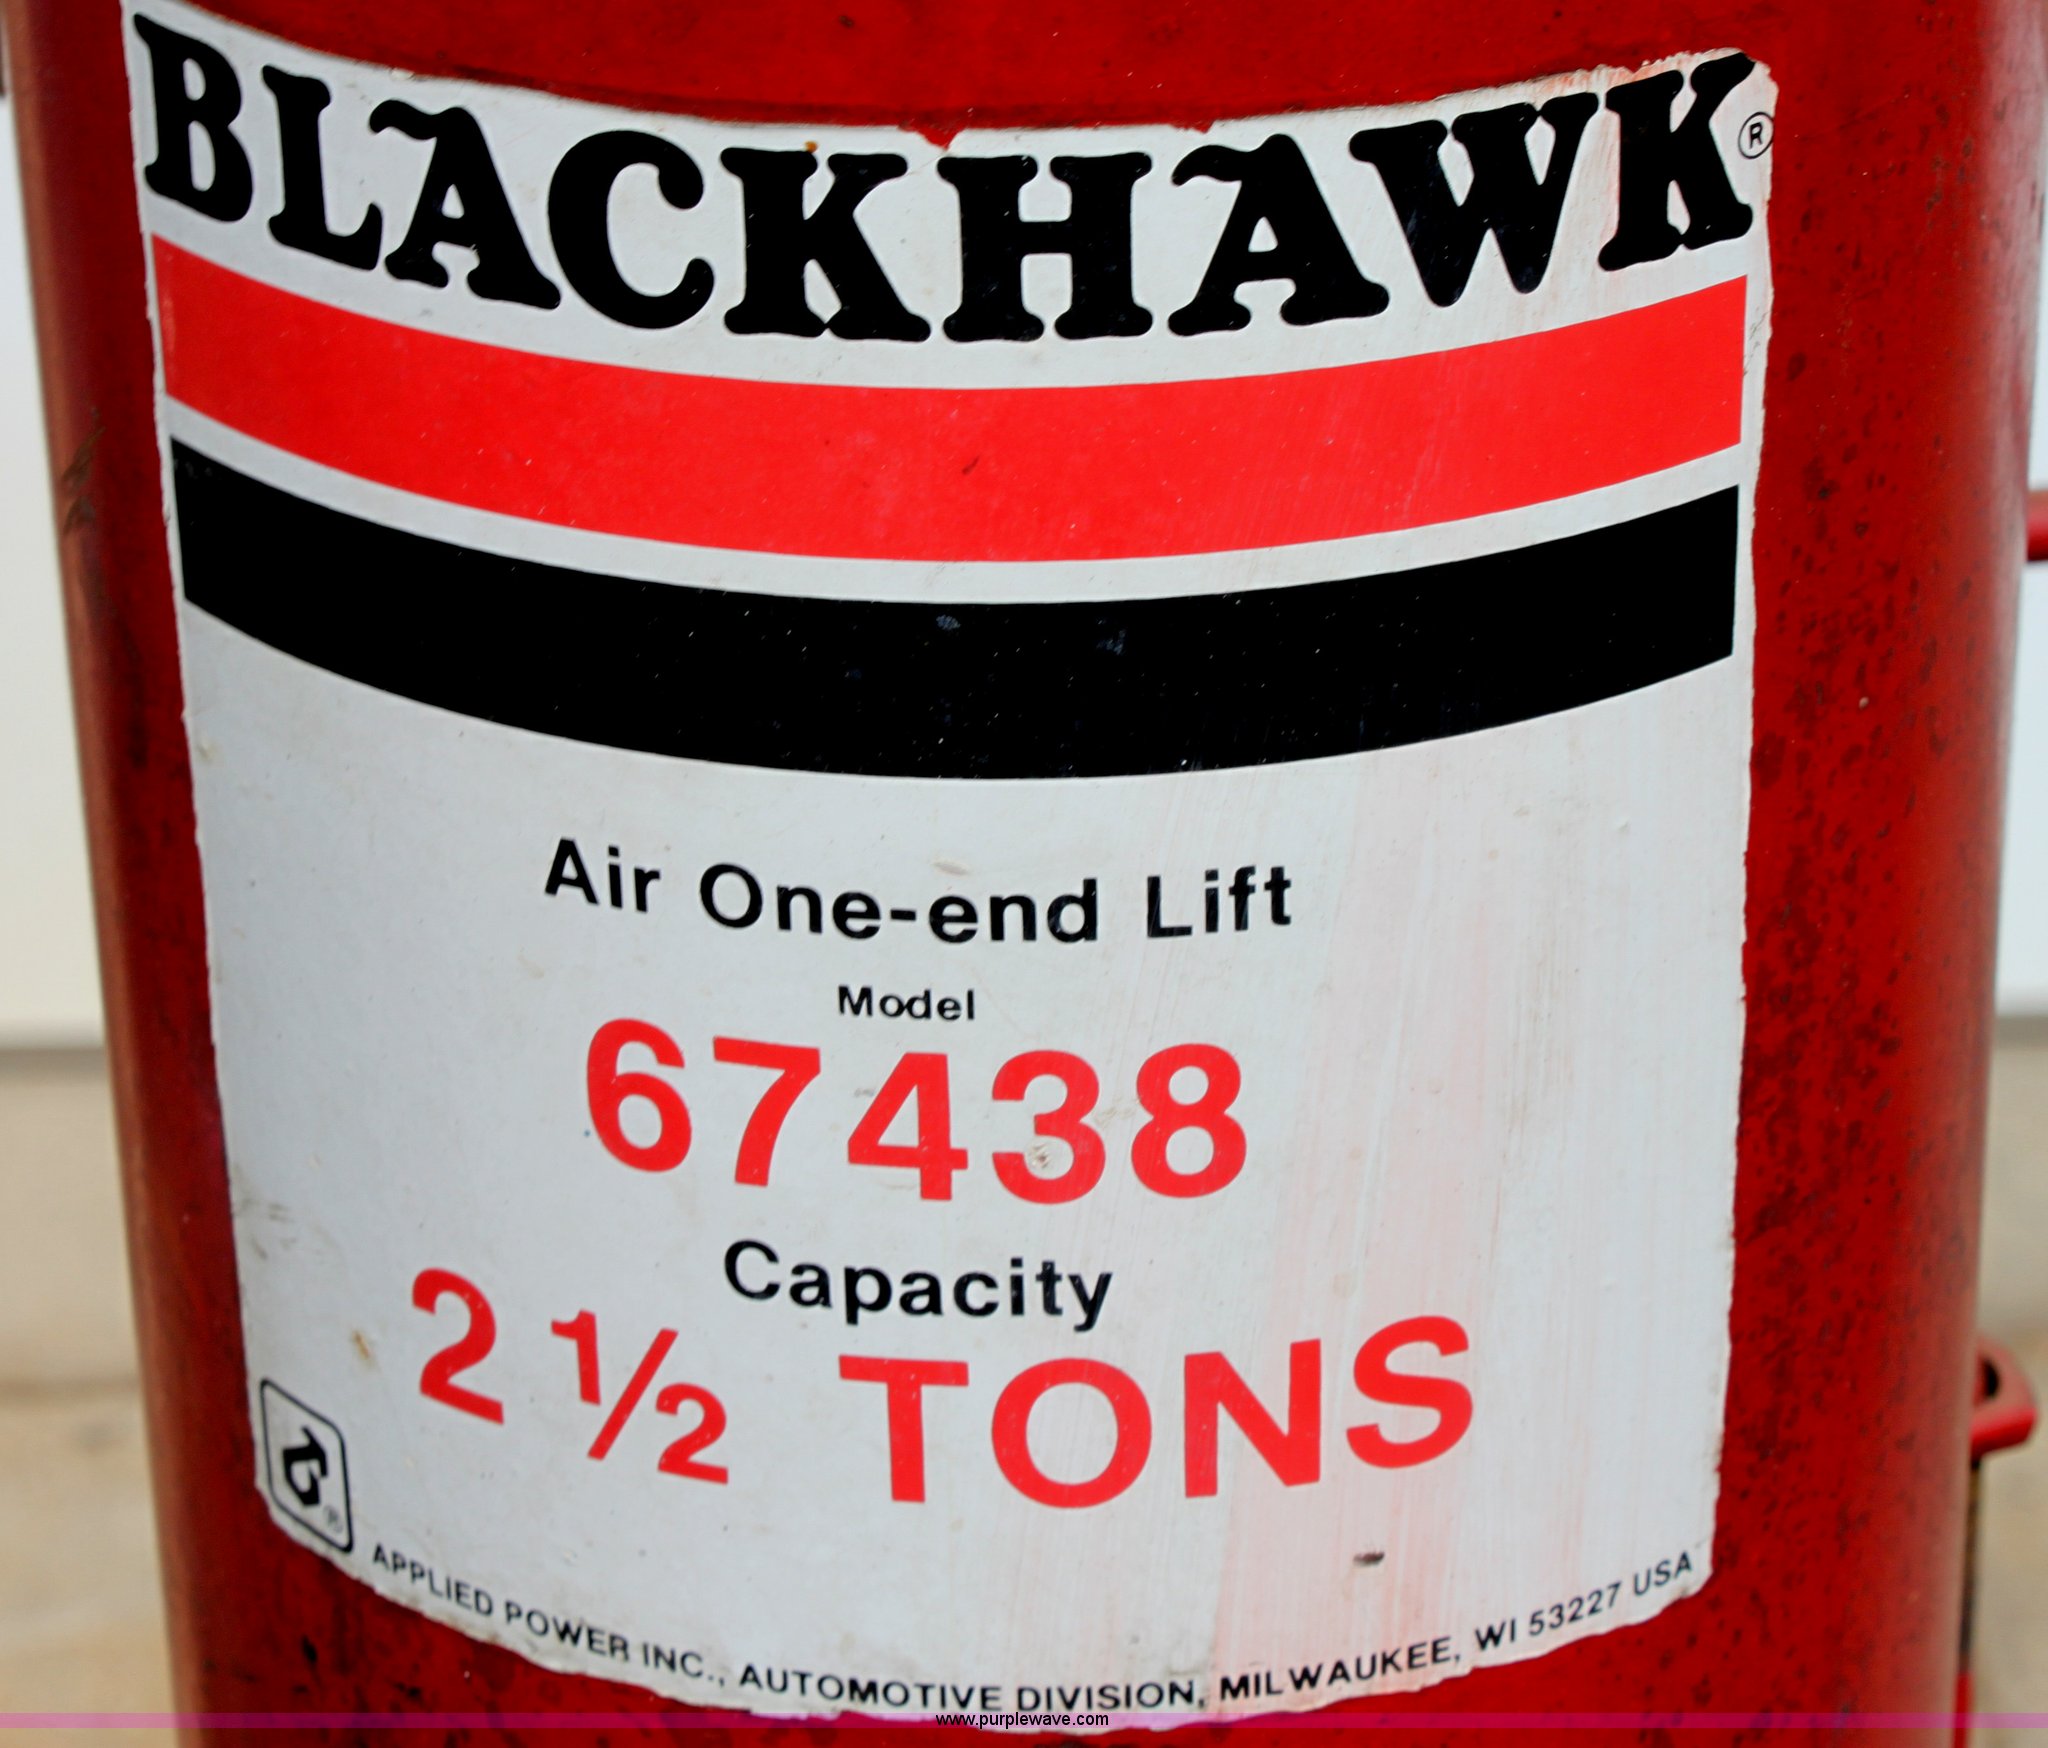 BLACKHAWK®
Air One-end Lift
Model
67438
Capacity
2 ½ TONS
®
APPLIED POWER INC., AUTOMOTIVE DIVISION, MILWAUKEE, WI 53227 USA
www.purplewave.com